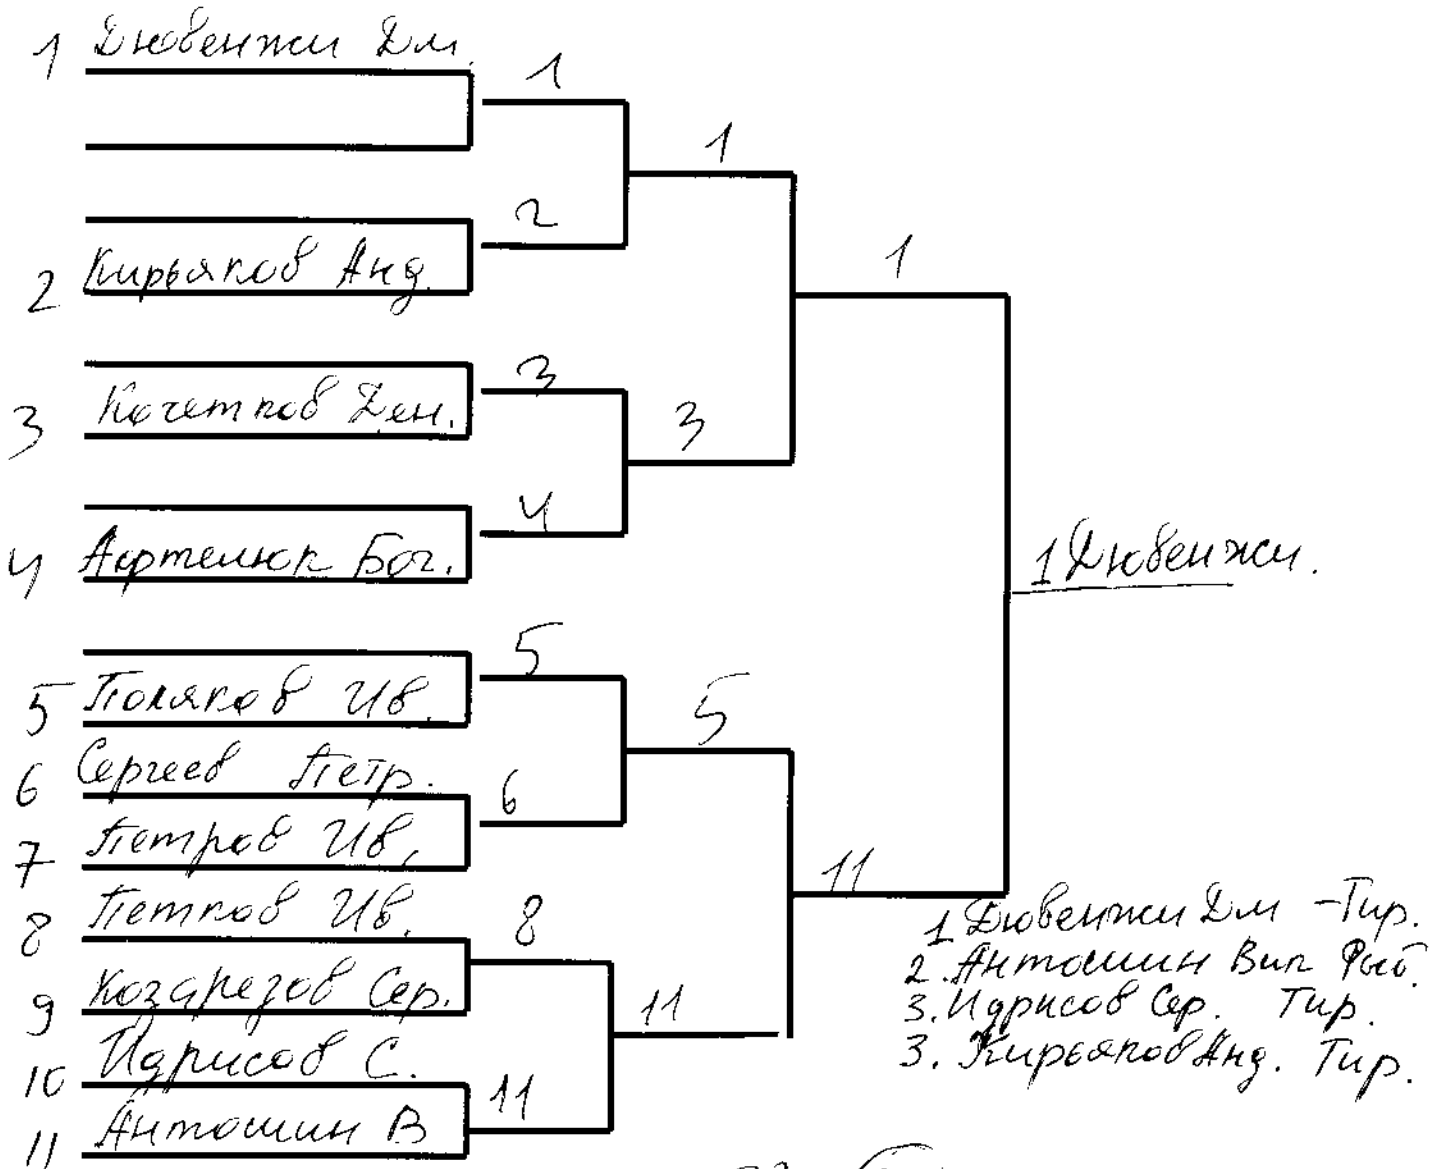 1 Дювенжи Дм.
1
1
2
2 Кирьяков Анд.
1
3
3 Кочетков Ден.
3
4
4 Афтенюк Бог.
1 Дювенжи.
5
5 Поляков Ив.
5
6 Сергеев Петр.
6
7 Петров Ив.
11
8 Петков Ив.
8
9 Козарезов Сер.
11
10 Идрисов С.
11
11 Антошин В
1 Дювенжи Дм - Тир.
2. Антошин Вик
3. Идрисов Сер. Тир.
3. Кирьяков Анд. Тир.